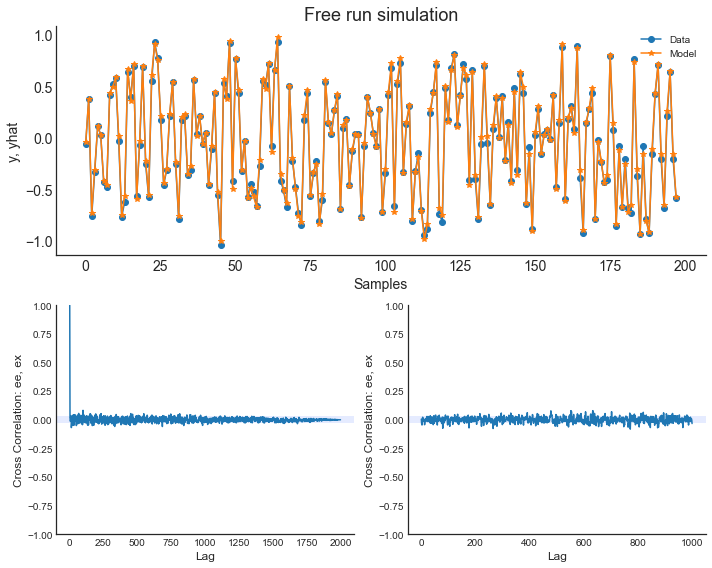 Free run simulation
Data
Model
y, yhat
1.0
0.5
0.0
−0.5
−1.0
0 25 50 75 100 125 150 175 200
Samples
Cross Correlation: ee, ex
1.00
0.75
0.50
0.25
0.00
−0.25
−0.50
−0.75
−1.00
0 250 500 750 1000 1250 1500 1750 2000
Lag
Cross Correlation: ee, ex
1.00
0.75
0.50
0.25
0.00
−0.25
−0.50
−0.75
−1.00
0 200 400 600 800 1000
Lag